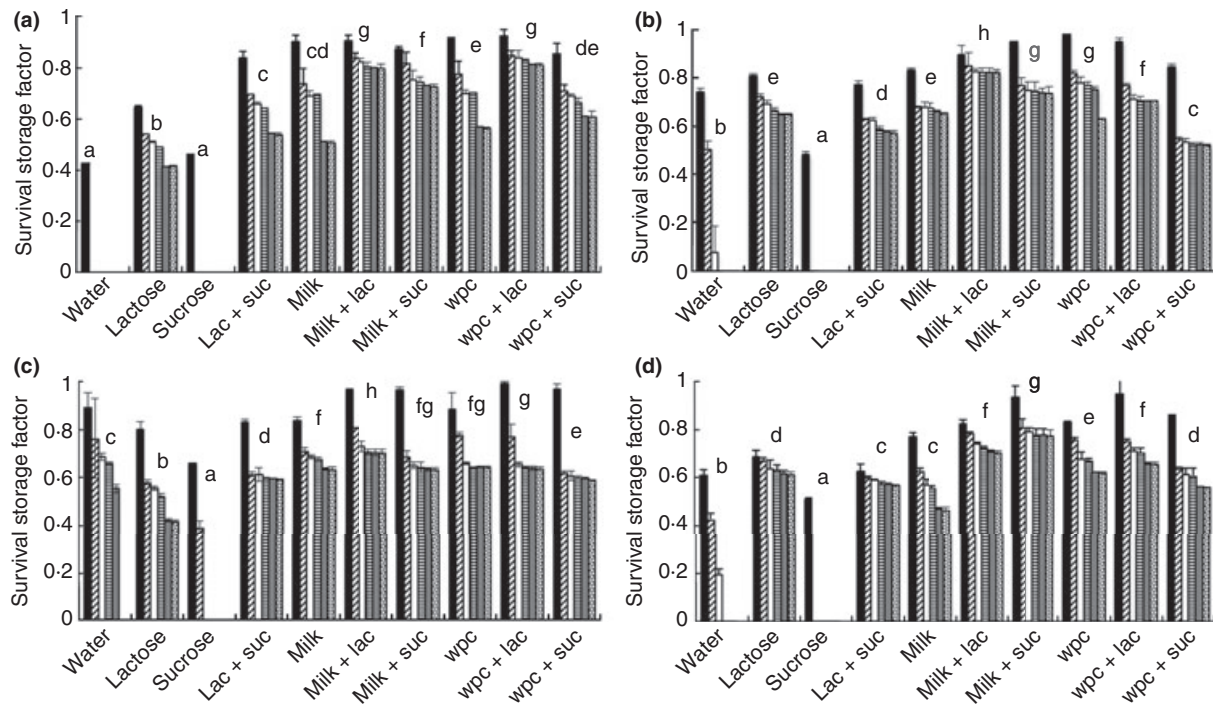 (a)
Survival storage factor
1
0·8
0·6
0·4
0·2
0
a
b
a
c
cd
g
f
e
g
de
Water
Lactose
Sucrose
Lac + suc
Milk
Milk + lac
Milk + suc
wpc
wpc + lac
wpc + suc
(b)
Survival storage factor
1
0·8
0·6
0·4
0·2
0
b
e
a
d
e
h
g
g
f
c
Water
Lactose
Sucrose
Lac + suc
Milk
Milk + lac
Milk + suc
wpc
wpc + lac
wpc + suc
(c)
Survival storage factor
1
0·8
0·6
0·4
0·2
0
c
b
a
d
f
h
fg
fg
g
e
Water
Lactose
Sucrose
Lac + suc
Milk
Milk + lac
Milk + suc
wpc
wpc + lac
wpc + suc
(d)
Survival storage factor
1
0·8
0·6
0·4
0·2
0
b
d
a
c
c
f
g
e
f
d
Water
Lactose
Sucrose
Lac + suc
Milk
Milk + lac
Milk + suc
wpc
wpc + lac
wpc + suc